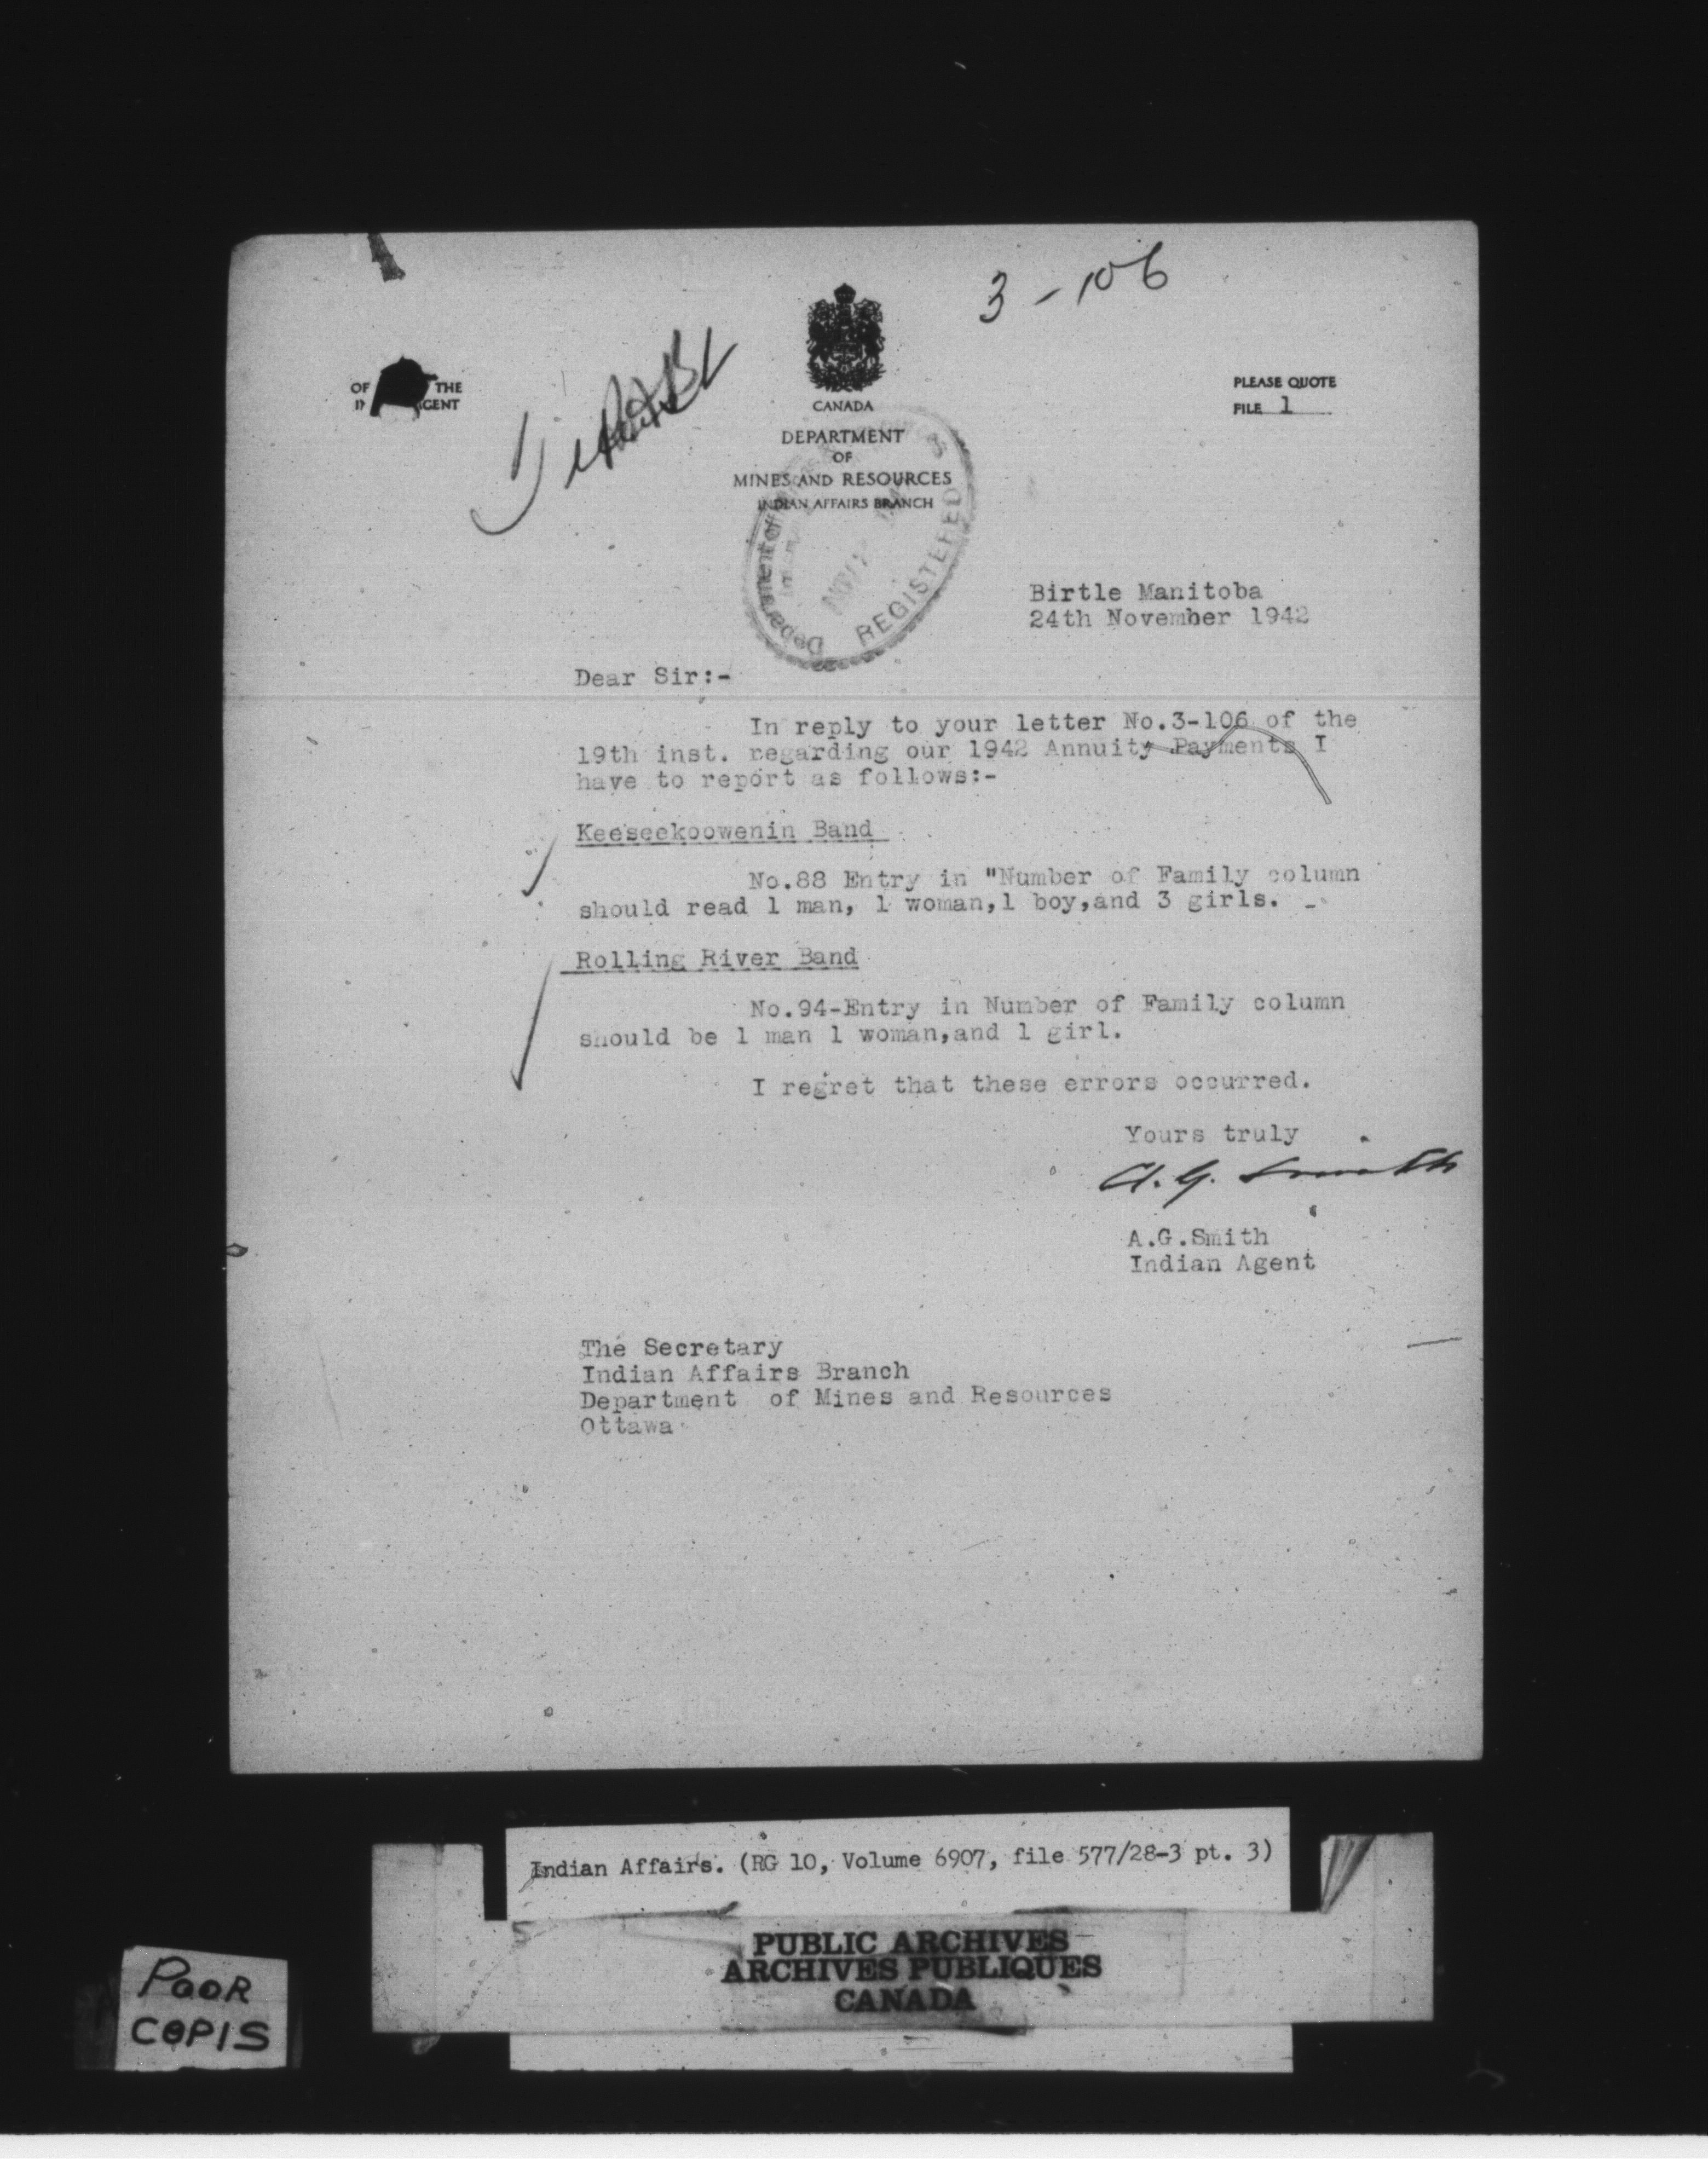 3-106
OF THE
AGENT
CANADA
DEPARTMENT
OF
MINES AND RESOURCES
INDIAN AFFAIRS BRANCH
PLEASE QUOTE
FILE 1
Department of
REGISTERED
Birtle Manitoba
24th November 1942
Dear Sir:-
In reply to your letter No.3-106 of the
19th inst. regarding our 1942 Annuity Payments I
have to report as follows:-
Keeseekoowenin Band
No.88 Entry in "Number of Family column
should read 1 man, 1 woman,1 boy,and 3 girls.
Rolling River Band
No.94-Entry in Number of Family column
should be 1 man 1 woman,and 1 girl.
I regret that these errors occurred.
Yours truly
A. G. Smith
A.G.Smith
Indian Agent
The Secretary
Indian Affairs Branch
Department of Mines and Resources
Ottawa
Indian Affairs. (RG 10, Volume 6907, file 577/28-3 pt. 3)
PUBLIC ARCHIVES
ARCHIVES PUBLIQUES
CANADA
POOR
COPIS